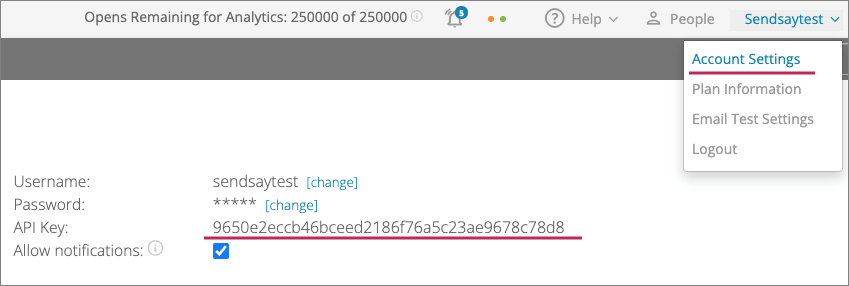 Opens Remaining for Analytics: 250000 of 250000
5
Help
People
Sendsaytest
Account Settings
Plan Information
Email Test Settings
Logout
Username: sendsaytest [change]
Password: ***** [change]
API Key: 9650e2eccb46bceed2186f76a5c23ae9678c78d8
Allow notifications: